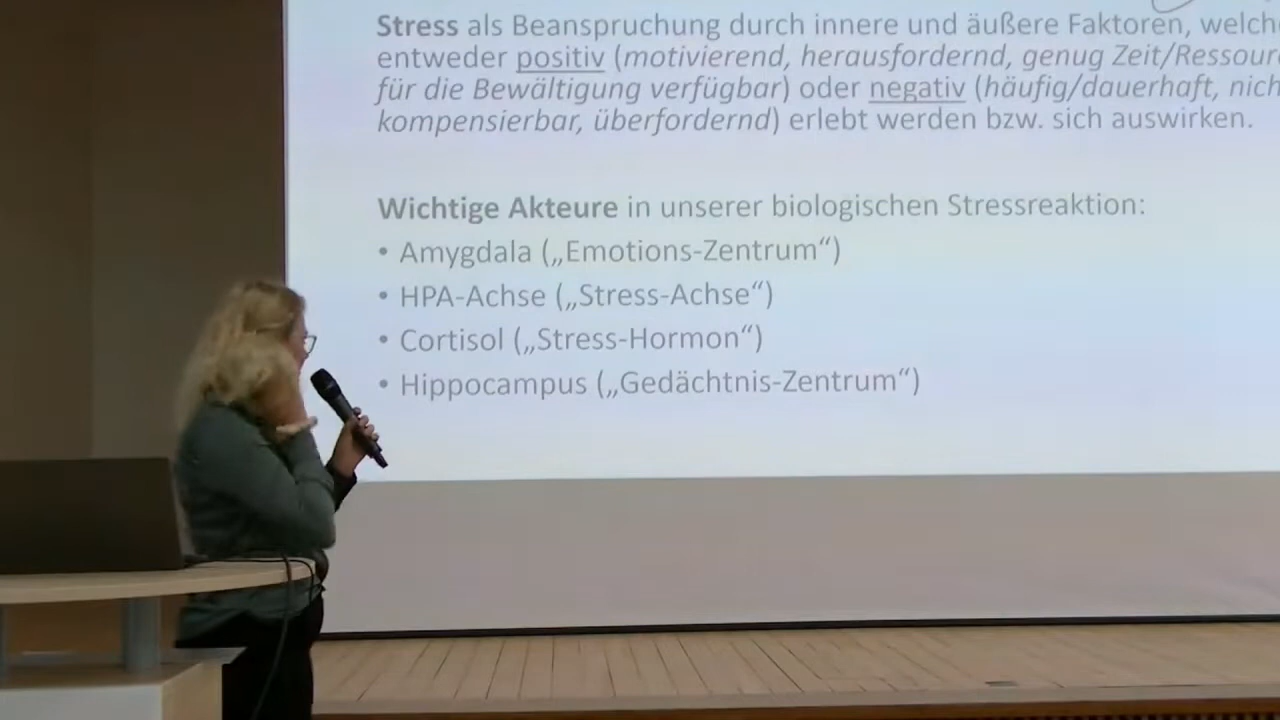 Stress als Beanspruchung durch innere und äußere Faktoren,
entweder positiv (motivierend, herausfordernd, genug
für die Bewältigung verfügbar) oder negativ (häufig/dauerhaft,
kompensierbar, überfordernd) erlebt werden bzw. sich auswirken.
Wichtige Akteure in unserer biologischen Stressreaktion:
• Amygdala („Emotions-Zentrum“)
• HPA-Achse („Stress-Achse“)
• Cortisol („Stress-Hormon“)
• Hippocampus („Gedächtnis-Zentrum“)